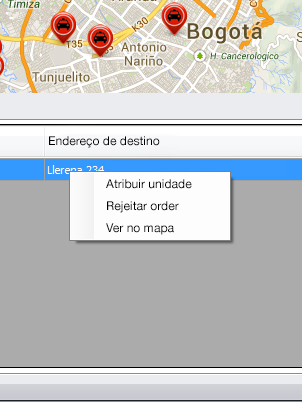 Timiza
K30
Bogotá
T35
Antonio
Nariño
H. Cancerologico
Tunjuelito
Endereço de destino
Llerena 234
Atribuir unidade
Rejeitar order
Ver no mapa